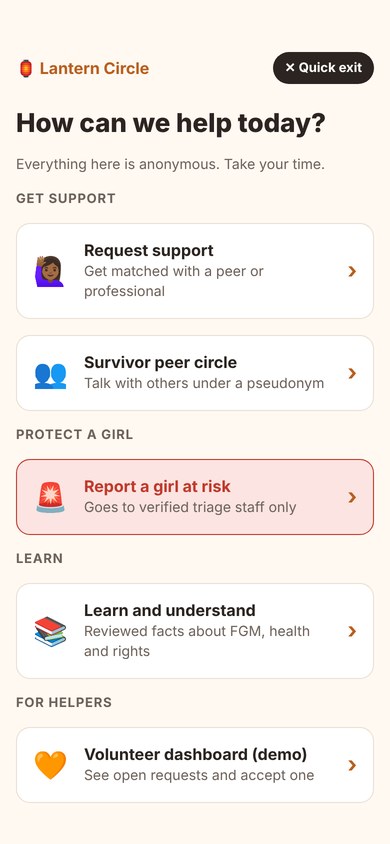 Lantern Circle
✕ Quick exit
How can we help today?
Everything here is anonymous. Take your time.
GET SUPPORT
Request support
Get matched with a peer or
professional
›
Survivor peer circle
Talk with others under a pseudonym
›
PROTECT A GIRL
Report a girl at risk
Goes to verified triage staff only
›
LEARN
Learn and understand
Reviewed facts about FGM, health
and rights
›
FOR HELPERS
Volunteer dashboard (demo)
See open requests and accept one
›